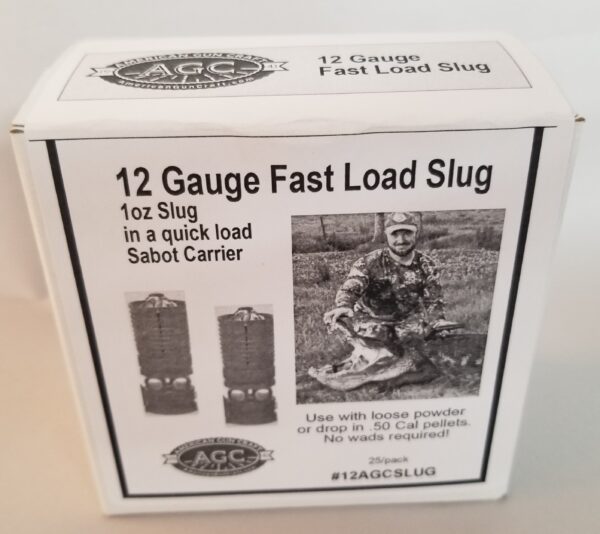 AMERICAN GUN CRAFT
AGC
americanGunCraft.com
12 Gauge
Fast Load Slug
12 Gauge Fast Load Slug
1oz Slug
in a quick load
Sabot Carrier
Use with loose powder
or drop in .50 Cal pellets.
No wads required!
25/pack
#12AGCSLUG
AMERICAN GUN CRAFT
AGC